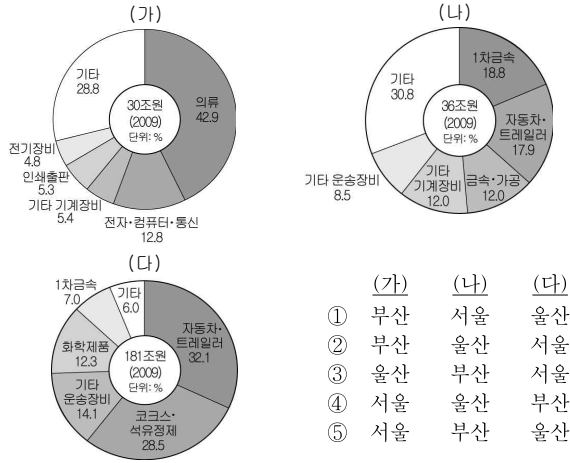 (가)
기타
28.8
의류
42.9
30조원
(2009)
단위: %
전기장비
4.8
인쇄출판
5.3
기타 기계장비
5.4
전자·컴퓨터·통신
12.8
(나)
1차금속
18.8
기타
30.8
36조원
(2009)
단위: %
자동차·
트레일러
17.9
기타 운송장비
8.5
기타
기계장비
12.0
금속·가공
12.0
(다)
1차금속
7.0
기타
6.0
자동차·
트레일러
32.1
화학제품
12.3
181조원
(2009)
단위: %
기타
운송장비
14.1
코크스·
석유정제
28.5
(가) (나) (다)
① 부산 서울 울산
② 부산 울산 서울
③ 울산 부산 서울
④ 서울 울산 부산
⑤ 서울 부산 울산